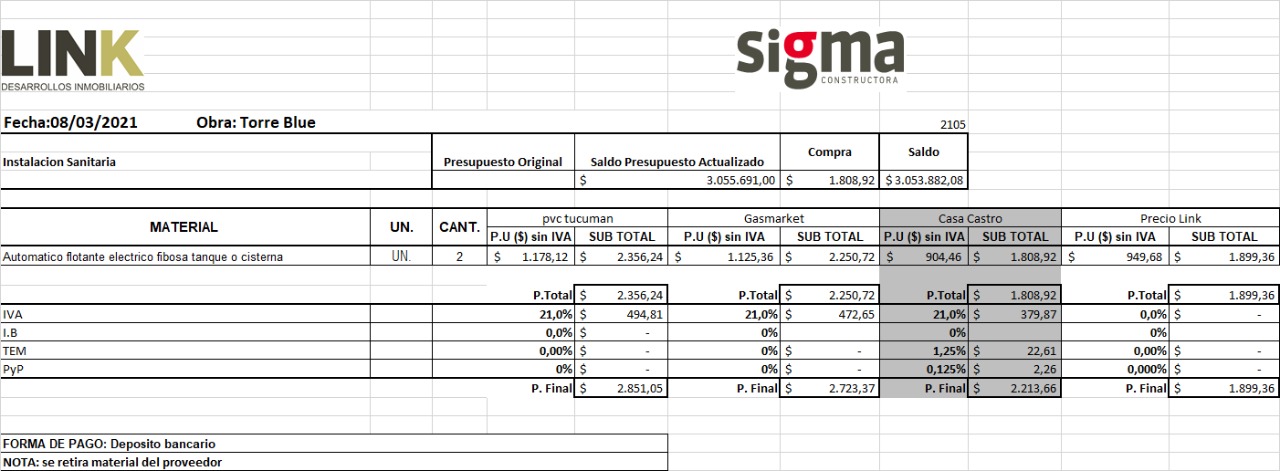 LINK
DESARROLLOS INMOBILIARIOS
sigma
CONSTRUCTORA
Fecha:08/03/2021 Obra: Torre Blue 2105
Instalacion Sanitaria Presupuesto Original Saldo Presupuesto Actualizado Compra Saldo
$ 3.055.691,00 $ 1.808,92 $ 3.053.882,08
MATERIAL UN. CANT. pvc tucuman Gasmarket Casa Castro Precio Link
P.U ($) sin IVA SUB TOTAL P.U ($) sin IVA SUB TOTAL P.U ($) sin IVA SUB TOTAL P.U ($) sin IVA SUB TOTAL
Automatico flotante electrico fibosa tanque o cisterna UN. 2 $ 1.178,12 $ 2.356,24 $ 1.125,36 $ 2.250,72 $ 904,46 $ 1.808,92 $ 949,68 $ 1.899,36
P.Total $ 2.356,24 P.Total $ 2.250,72 P.Total $ 1.808,92 P.Total $ 1.899,36
IVA 21,0% $ 494,81 21,0% $ 472,65 21,0% $ 379,87 0,0% $ -
I.B 0,0% $ - 0% 0% 0%
TEM 0,00% $ - 0% $ - 1,25% $ 22,61 0,00% $ -
PyP 0% $ - 0% $ - 0,125% $ 2,26 0,000% $ -
P. Final $ 2.851,05 P. Final $ 2.723,37 P. Final $ 2.213,66 P. Final $ 1.899,36
FORMA DE PAGO: Deposito bancario
NOTA: se retira material del proveedor